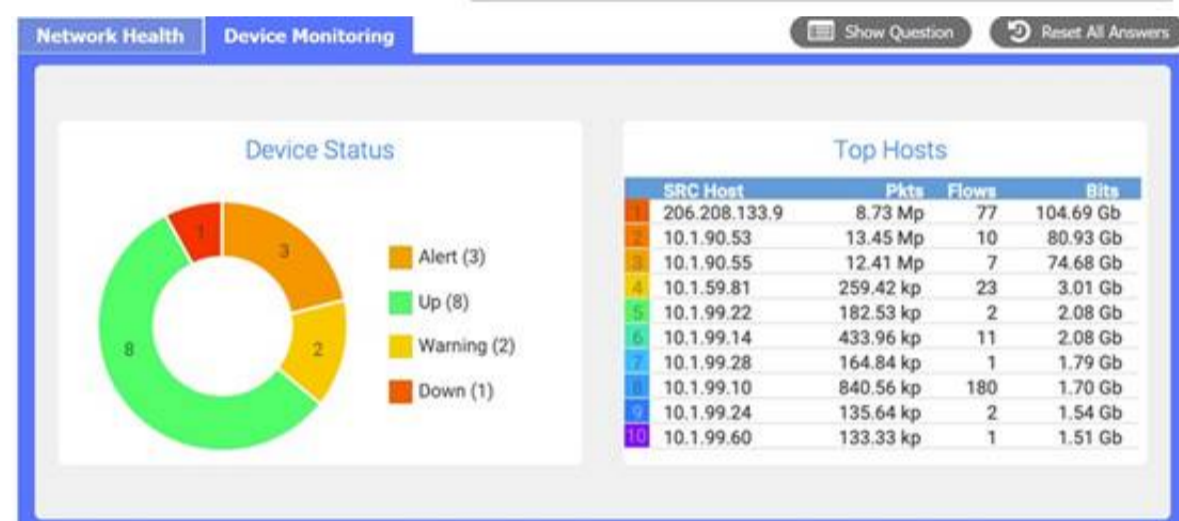 Network Health Device Monitoring Show Question Reset All Answers
Device Status
1
3
8
2
Alert (3)
Up (8)
Warning (2)
Down (1)
Top Hosts
SRC Host Pkts Flows Bits
1 206.208.133.9 8.73 Mp 77 104.69 Gb
2 10.1.90.53 13.45 Mp 10 80.93 Gb
3 10.1.90.55 12.41 Mp 7 74.68 Gb
4 10.1.59.81 259.42 kp 23 3.01 Gb
5 10.1.99.22 182.53 kp 2 2.08 Gb
6 10.1.99.14 433.96 kp 11 2.08 Gb
7 10.1.99.28 164.84 kp 1 1.79 Gb
8 10.1.99.10 840.56 kp 180 1.70 Gb
9 10.1.99.24 135.64 kp 2 1.54 Gb
10 10.1.99.60 133.33 kp 1 1.51 Gb